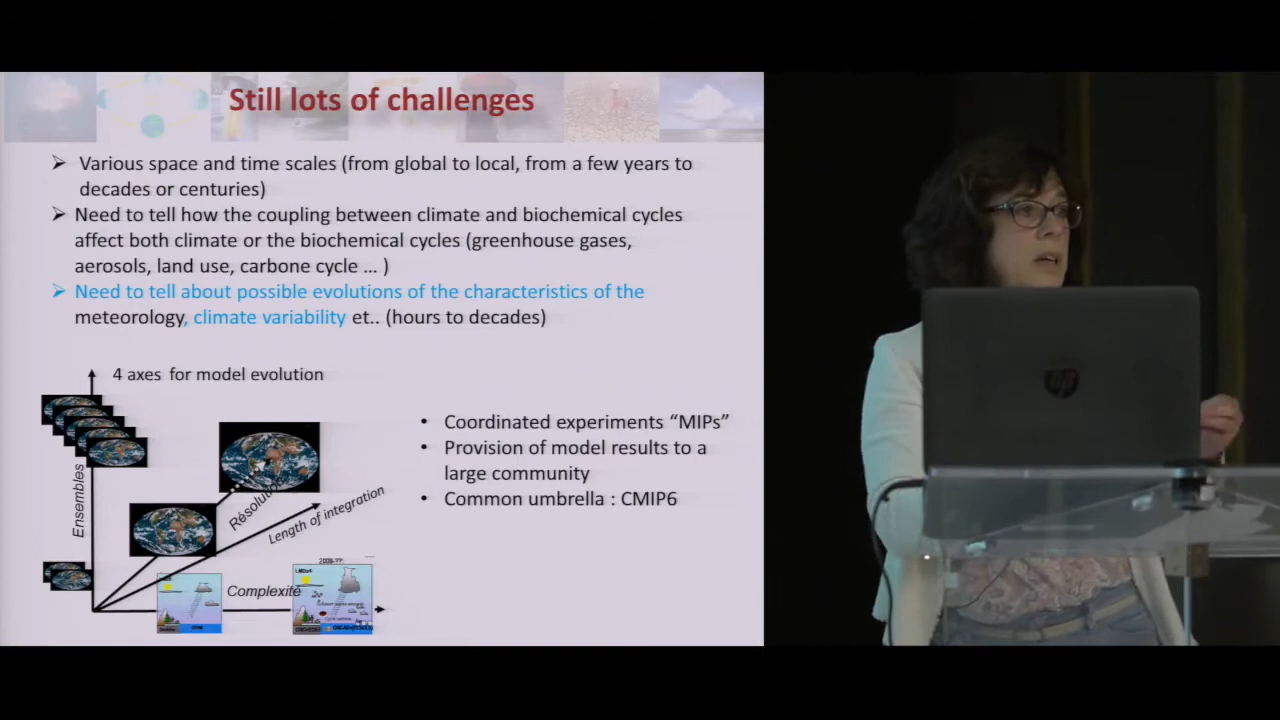 Still lots of challenges
➢ Various space and time scales (from global to local, from a few years to
decades or centuries)
➢ Need to tell how the coupling between climate and biochemical cycles
affect both climate or the biochemical cycles (greenhouse gases,
aerosols, land use, carbone cycle … )
➢ Need to tell about possible evolutions of the characteristics of the
meteorology, climate variability et.. (hours to decades)
4 axes for model evolution
Ensembles
Length of integration
Complexité
• Coordinated experiments “MIPs”
• Provision of model results to a
large community
• Common umbrella : CMIP6
hp